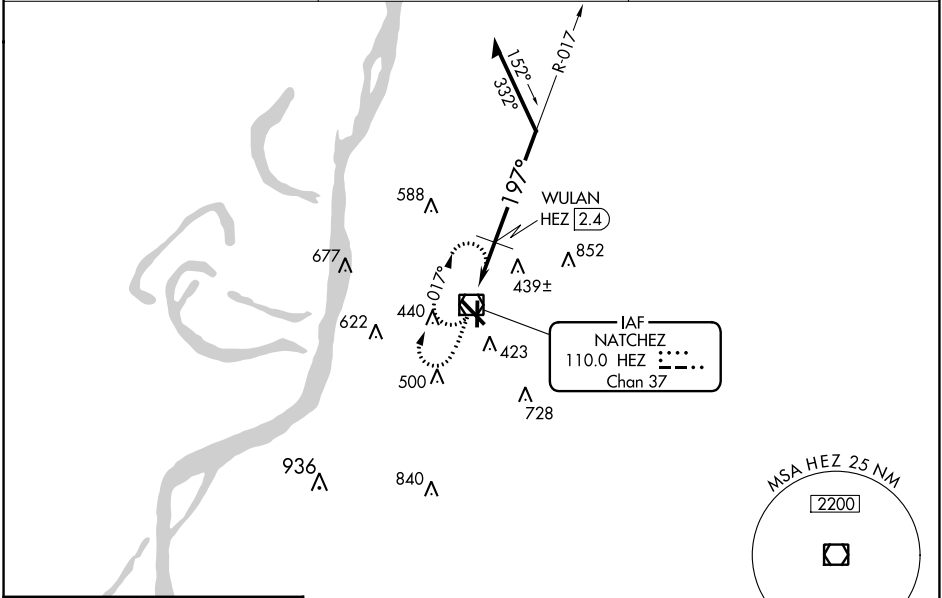 R-017
152°
332°
197°
WULAN
HEZ 2.4
588
852
677
439±
017°
440
622
IAF
NATCHEZ
110.0 HEZ
Chan 37
423
500
728
936
840
MSA HEZ 25 NM
2200